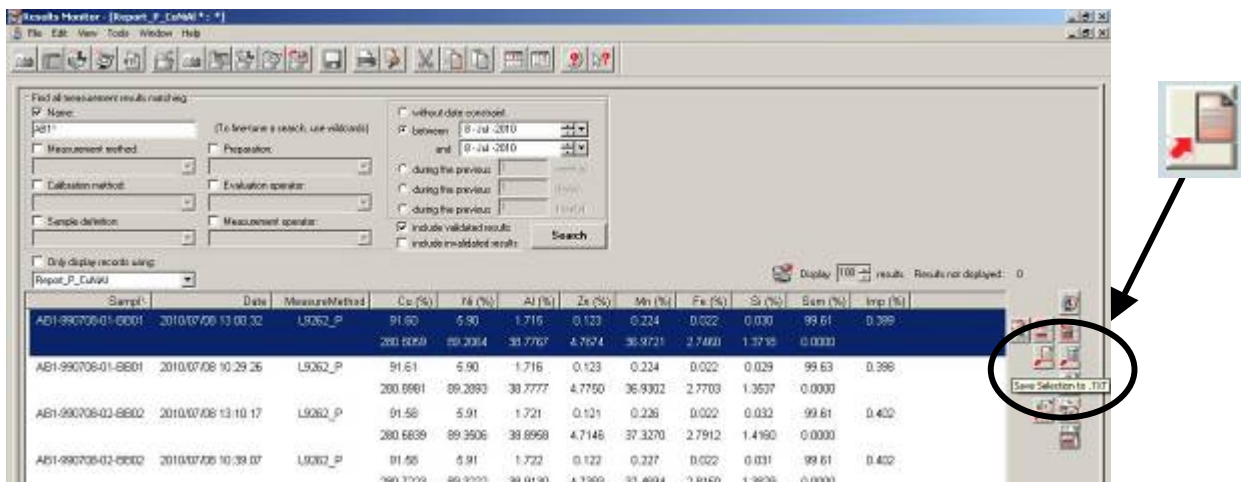 Results Monitor - [Report_P_CuNiAl * : *]
File Edit View Tools Window Help
Find all measurement results matching
Name:
AB1*
(To fine-tune a search, use wildcards)
Measurement method:
Preparation:
Calibration method:
Evaluation operator:
Sample definition:
Measurement operator:
without date constraint
between 8-Jul-2010
and 8-Jul-2010
during the previous 1
during the previous 1
during the previous 1
include validated results
include invalidated results
Search
Only display records using:
Report_P_CuNiAl
Display 100 results Results not displayed: 0
Sampl Date MeasureMethod Cu (%) Ni (%) Al (%) Zn (%) Mn (%) Fe (%) Si (%) Sum (%) Imp (%)
AB1-990708-01-BB01 2010/07/08 13:00:32 L9262_P 91.60 5.90 1.716 0.123 0.224 0.022 0.030 99.61 0.399
280.6059 89.2064 38.7767 4.7674 36.9721 2.7460 1.3718 0.0000
AB1-990708-01-BB01 2010/07/08 10:29:26 L9262_P 91.61 5.90 1.716 0.123 0.224 0.022 0.029 99.63 0.398
280.8981 89.2893 38.7777 4.7750 36.9302 2.7703 1.3537 0.0000
AB1-990708-02-BB02 2010/07/08 13:10:17 L9262_P 91.58 5.91 1.721 0.121 0.226 0.022 0.032 99.61 0.402
280.6839 89.3506 38.8958 4.7146 37.3270 2.7912 1.4160 0.0000
AB1-990708-02-BB02 2010/07/08 10:39:07 L9262_P 91.58 5.91 1.722 0.122 0.227 0.022 0.031 99.61 0.402
0.0000
Save Selection to .TXT